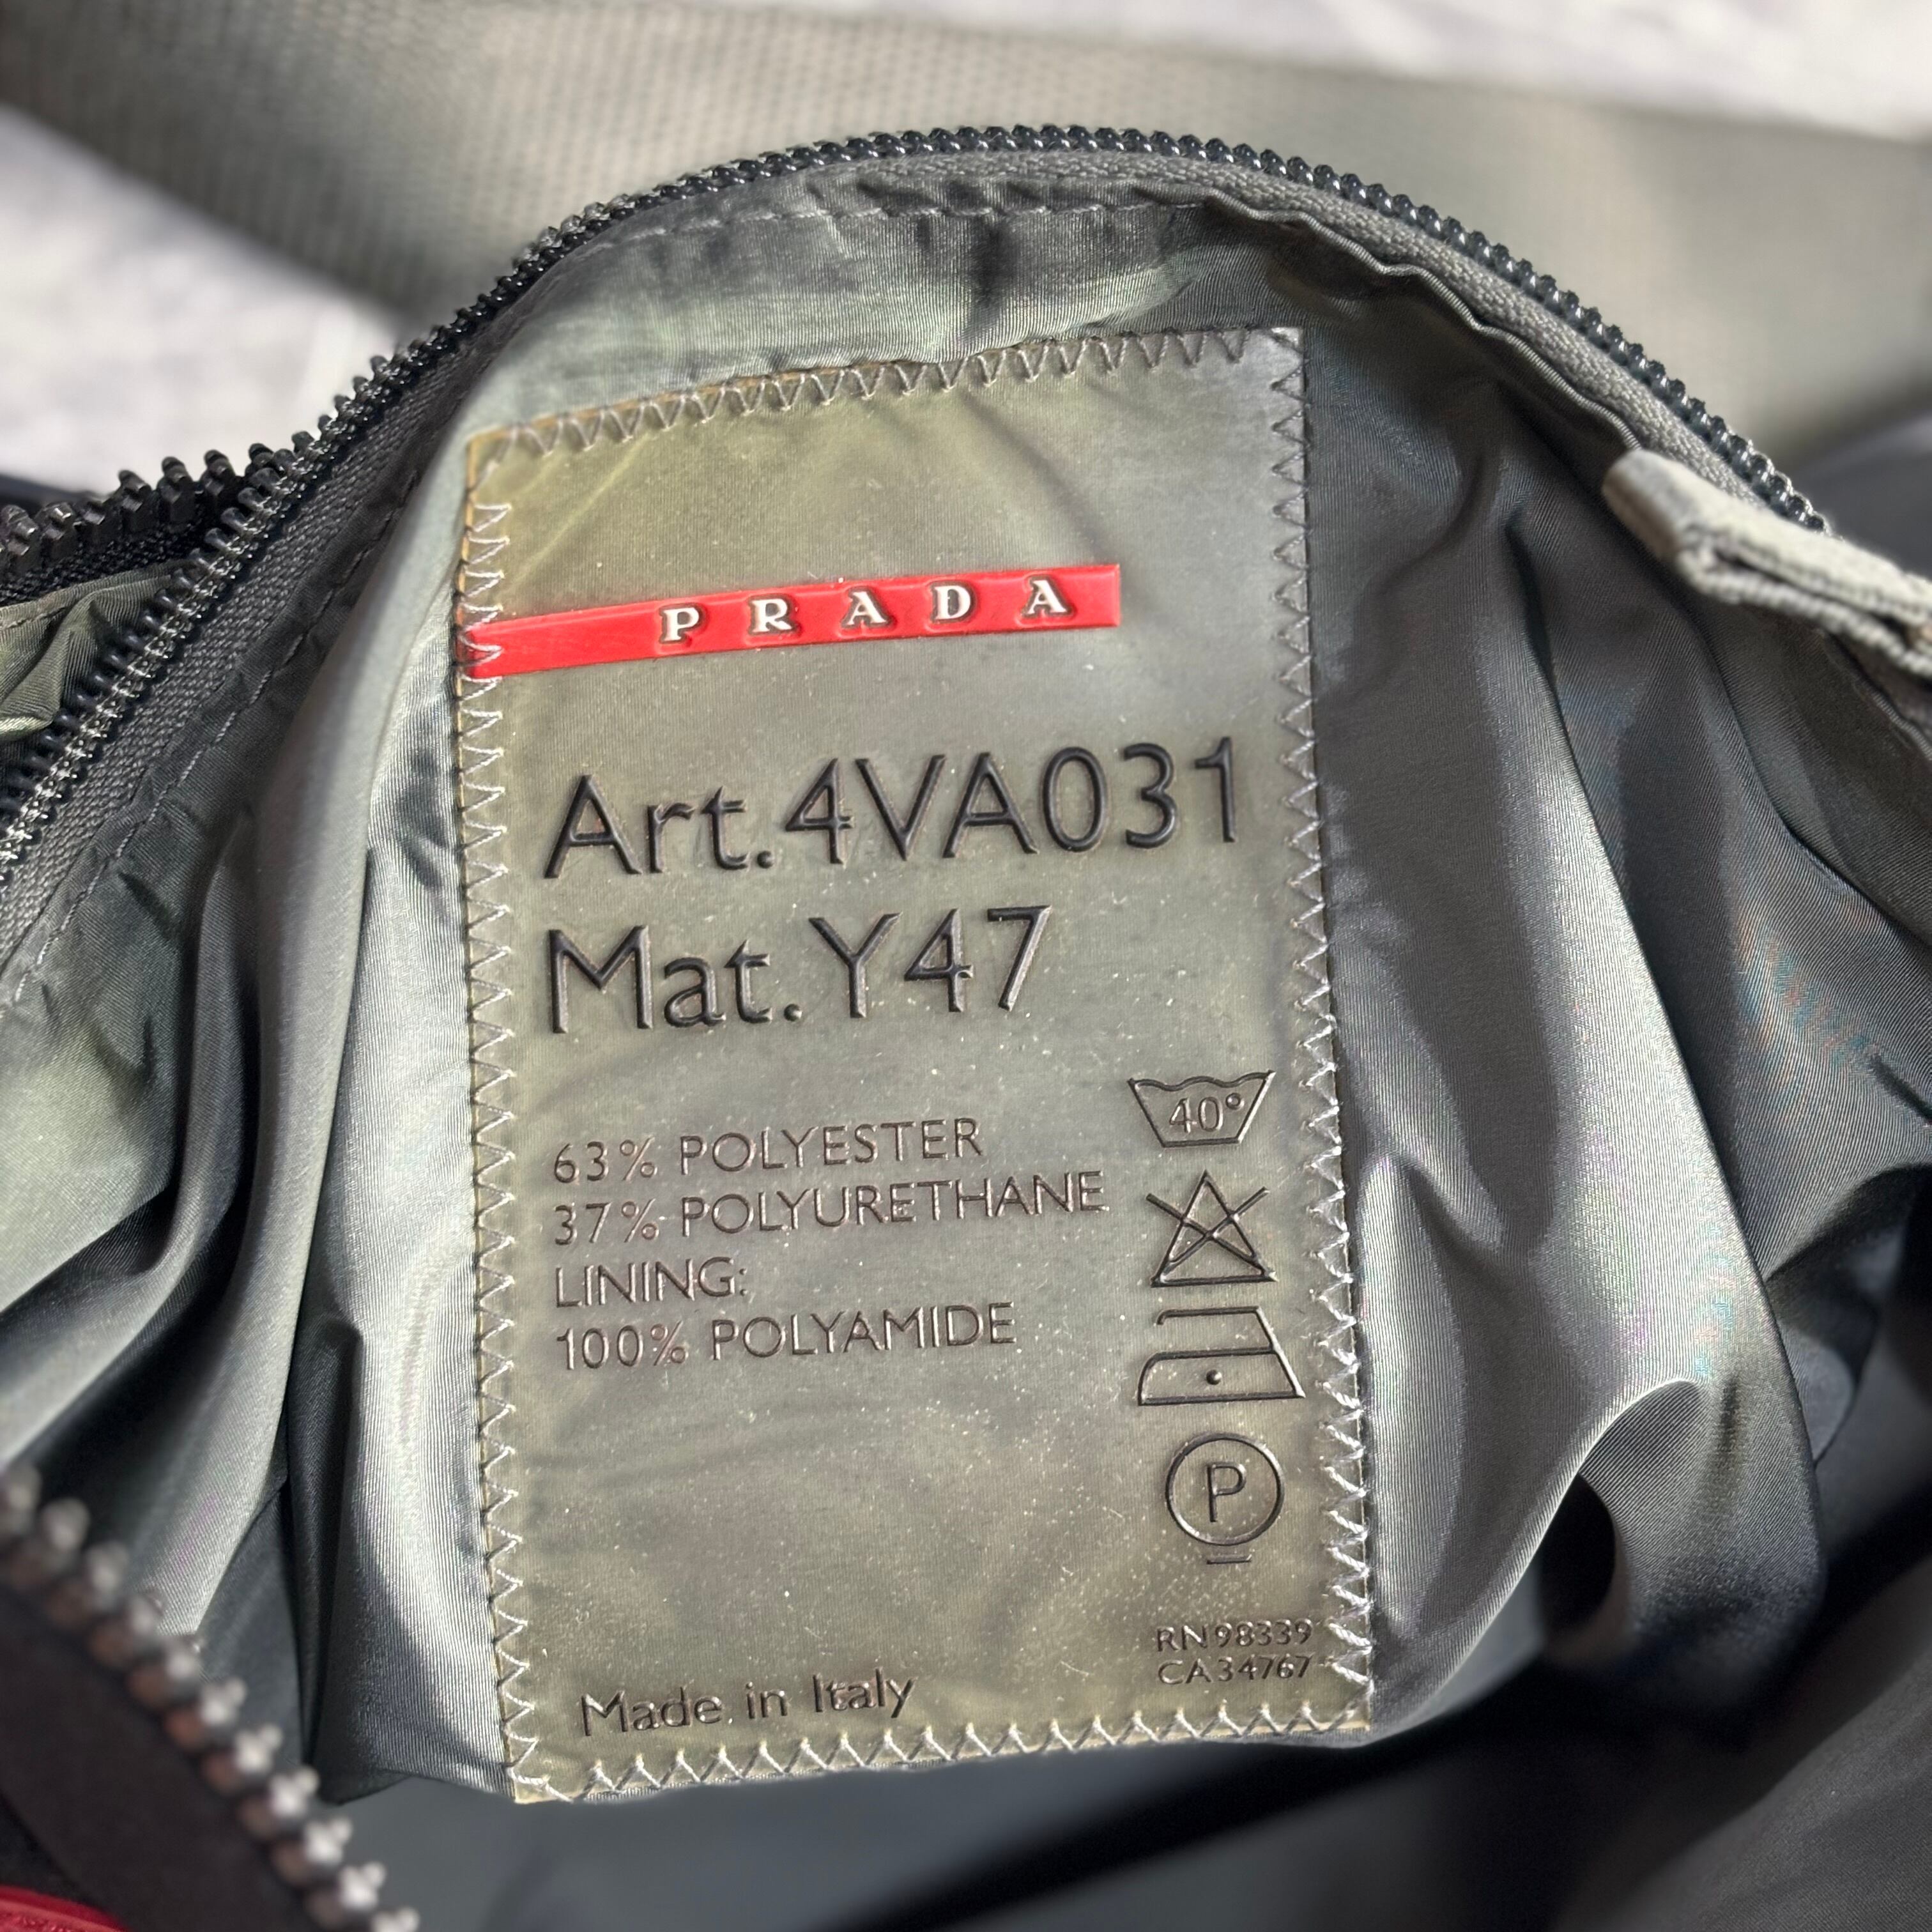 PRADA
Art. 4VA031
Mat. Y47
63% POLYESTER
37% POLYURETHANE
LINING:
100% POLYAMIDE
40°
P
RN 98339
CA 34767
Made in Italy